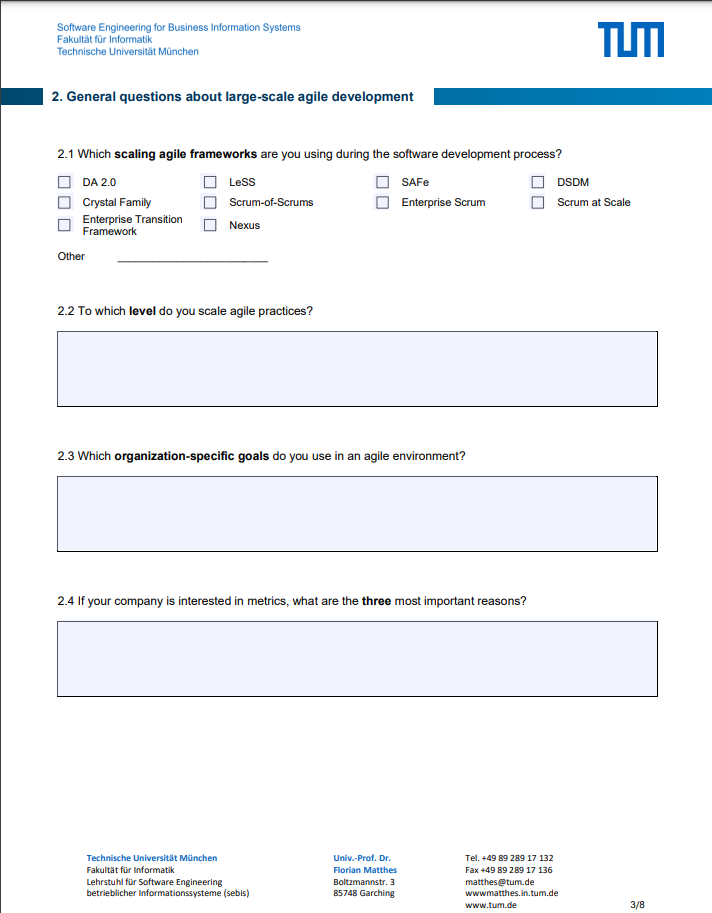 Software Engineering for Business Information Systems
Fakultät für Informatik
Technische Universität München
TUM
2. General questions about large-scale agile development
2.1 Which scaling agile frameworks are you using during the software development process?
DA 2.0 LeSS SAFe DSDM
Crystal Family Scrum-of-Scrums Enterprise Scrum Scrum at Scale
Enterprise Transition
Framework Nexus
Other ________________________
2.2 To which level do you scale agile practices?
2.3 Which organization-specific goals do you use in an agile environment?
2.4 If your company is interested in metrics, what are the three most important reasons?
Technische Universität München
Fakultät für Informatik
Lehrstuhl für Software Engineering
betrieblicher Informationssysteme (sebis)
Univ.-Prof. Dr.
Florian Matthes
Boltzmannstr. 3
85748 Garching
Tel. +49 89 289 17 132
Fax +49 89 289 17 136
matthes@tum.de
wwwmatthes.in.tum.de
www.tum.de
3/8